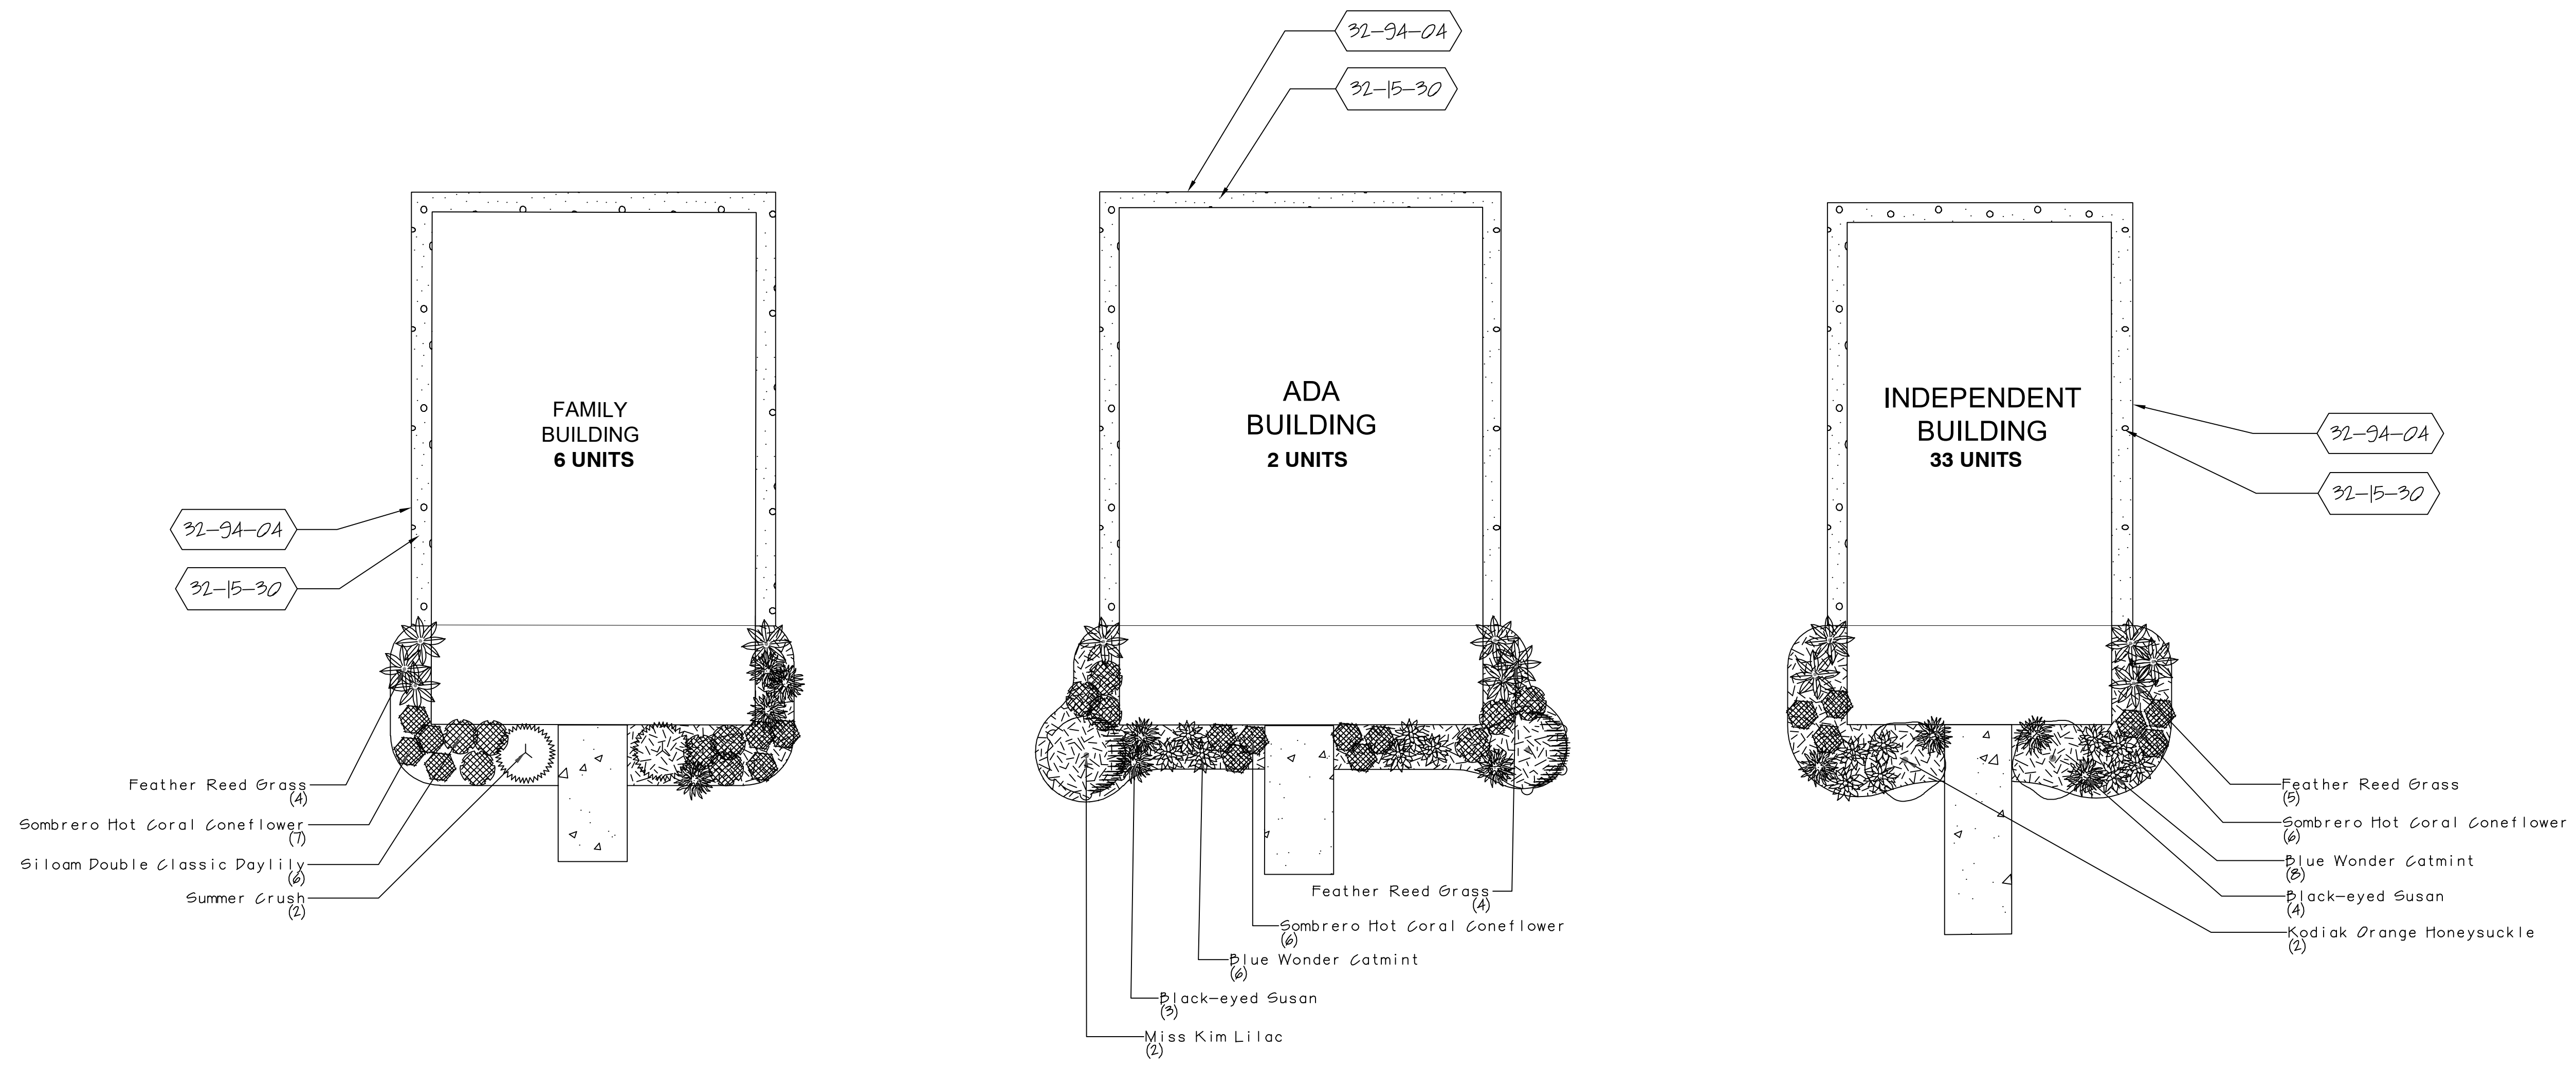 32-94-04
32-15-30
FAMILY
BUILDING
6 UNITS
32-94-04
32-15-30
Feather Reed Grass
(4)
Sombrero Hot Coral Coneflower
(7)
Siloam Double Classic Daylily
(6)
Summer Crush
(2)
ADA
BUILDING
2 UNITS
Feather Reed Grass
(4)
Sombrero Hot Coral Coneflower
(6)
Blue Wonder Catmint
(6)
Black-eyed Susan
(3)
Miss Kim Lilac
(2)
INDEPENDENT
BUILDING
33 UNITS
32-94-04
32-15-30
Feather Reed Grass
(5)
Sombrero Hot Coral Coneflower
(6)
Blue Wonder Catmint
(8)
Black-eyed Susan
(4)
Kodiak Orange Honeysuckle
(2)